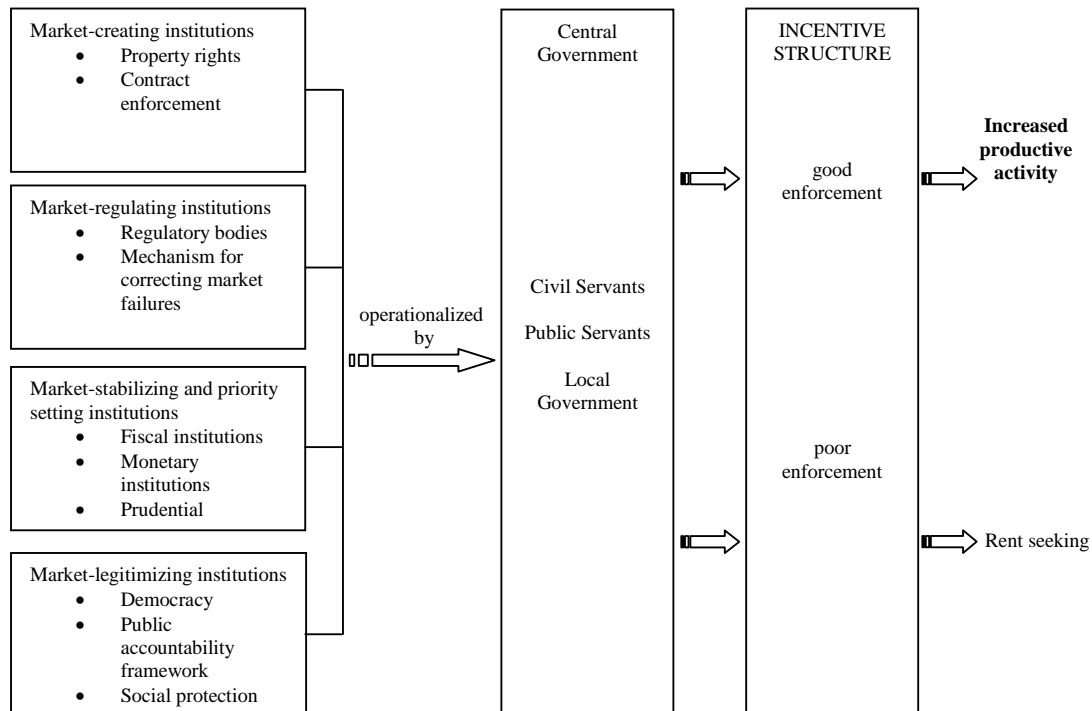 Market-creating institutions
• Property rights
• Contract
enforcement
Market-regulating institutions
• Regulatory bodies
• Mechanism for
correcting market
failures
Market-stabilizing and priority
setting institutions
• Fiscal institutions
• Monetary
institutions
• Prudential
Market-legitimizing institutions
• Democracy
• Public
accountability
framework
• Social protection
operationalized
by
Central
Government
Civil Servants
Public Servants
Local
Government
INCENTIVE
STRUCTURE
good
enforcement
poor
enforcement
Increased
productive
activity
Rent seeking